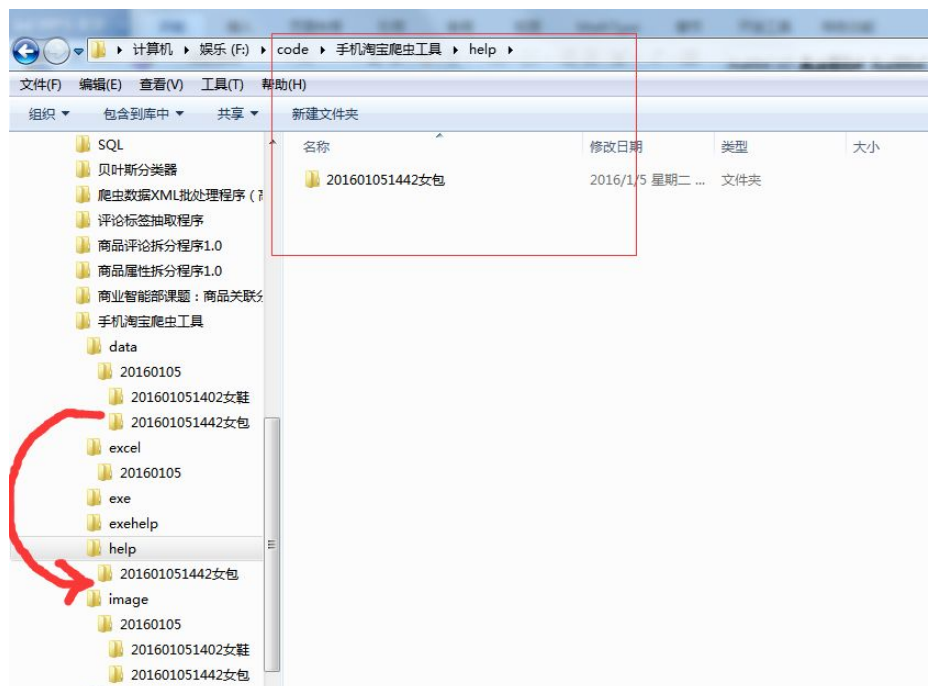 计算机 ▸ 娱乐 (F:) ▸ code ▸ 手机淘宝爬虫工具 ▸ help ▸
文件(F) 编辑(E) 查看(V) 工具(T) 帮助(H)
组织 包含到库中 共享 新建文件夹
名称 修改日期 类型 大小
201601051442女包 2016/1/5 星期二 ... 文件夹
SQL
贝叶斯分类器
爬虫数据XML批处理程序（
评论标签抽取程序
商品评论拆分程序1.0
商品属性拆分程序1.0
商业智能部课题：商品关联分
手机淘宝爬虫工具
data
20160105
201601051402女鞋
201601051442女包
excel
20160105
exe
exehelp
help
201601051442女包
image
20160105
201601051402女鞋
201601051442女包